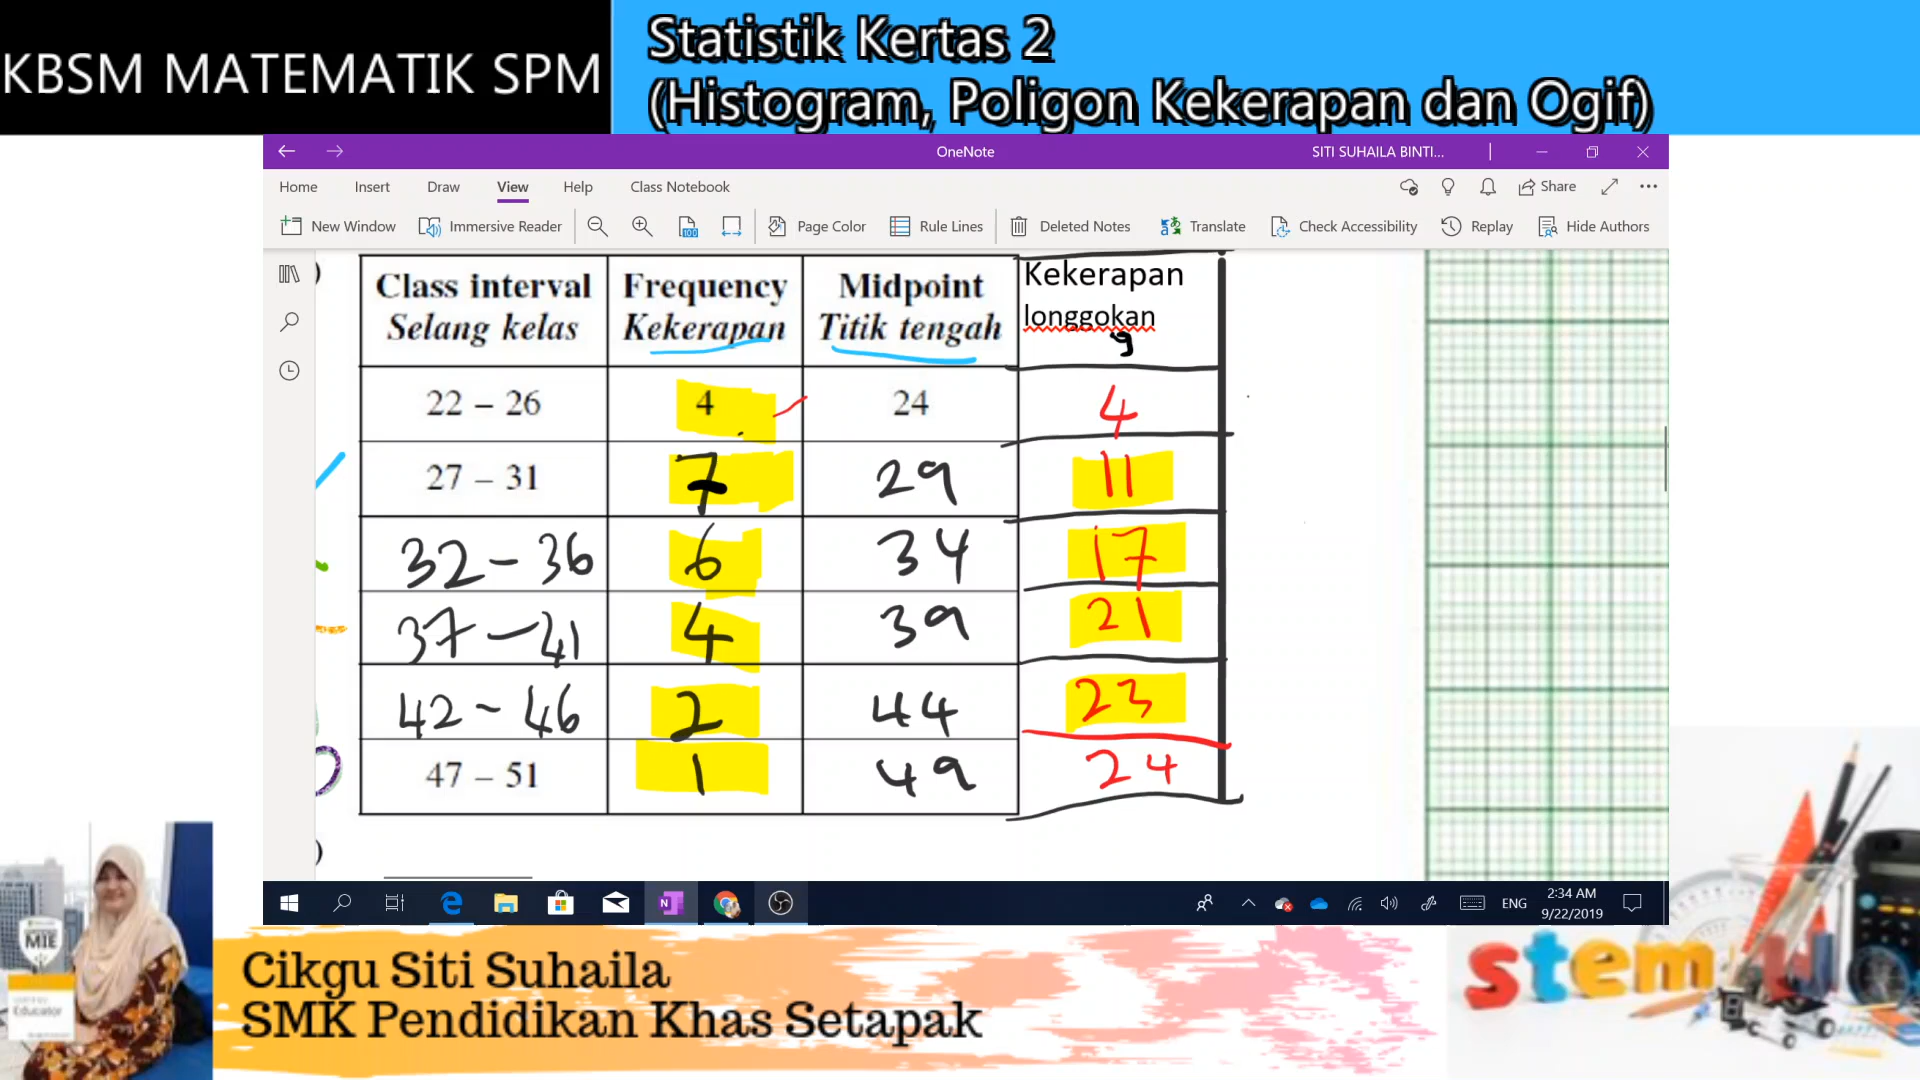 KBSM MATEMATIK SPM
Statistik Kertas 2
(Histogram, Poligon Kekerapan dan Ogif)
OneNote
SITI SUHAILA BINTI...
Home Insert Draw View Help Class Notebook
Share
New Window Immersive Reader Page Color Rule Lines Deleted Notes Translate Check Accessibility Replay Hide Authors
)
Class interval Frequency Midpoint Kekerapan
Selang kelas Kekerapan Titik tengah longgokan
22 – 26 4 24 4
27 – 31 7 29 11
32 – 36 6 34 17
37 – 41 4 39 21
42 – 46 2 44 23
47 – 51 1 49 24
)
ENG
2:34 AM
9/22/2019
MIE
Educator
Cikgu Siti Suhaila
SMK Pendidikan Khas Setapak
stem